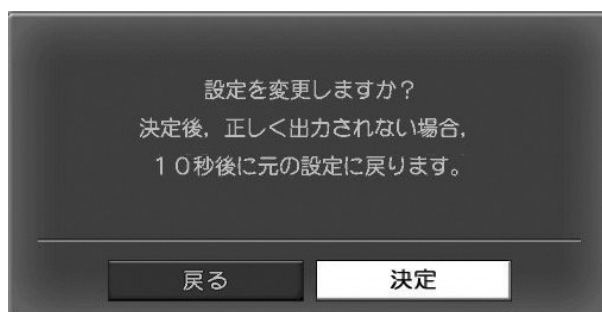 設定を変更しますか？
決定後，正しく出力されない場合，
１０秒後に元の設定に戻ります。
戻る
決定